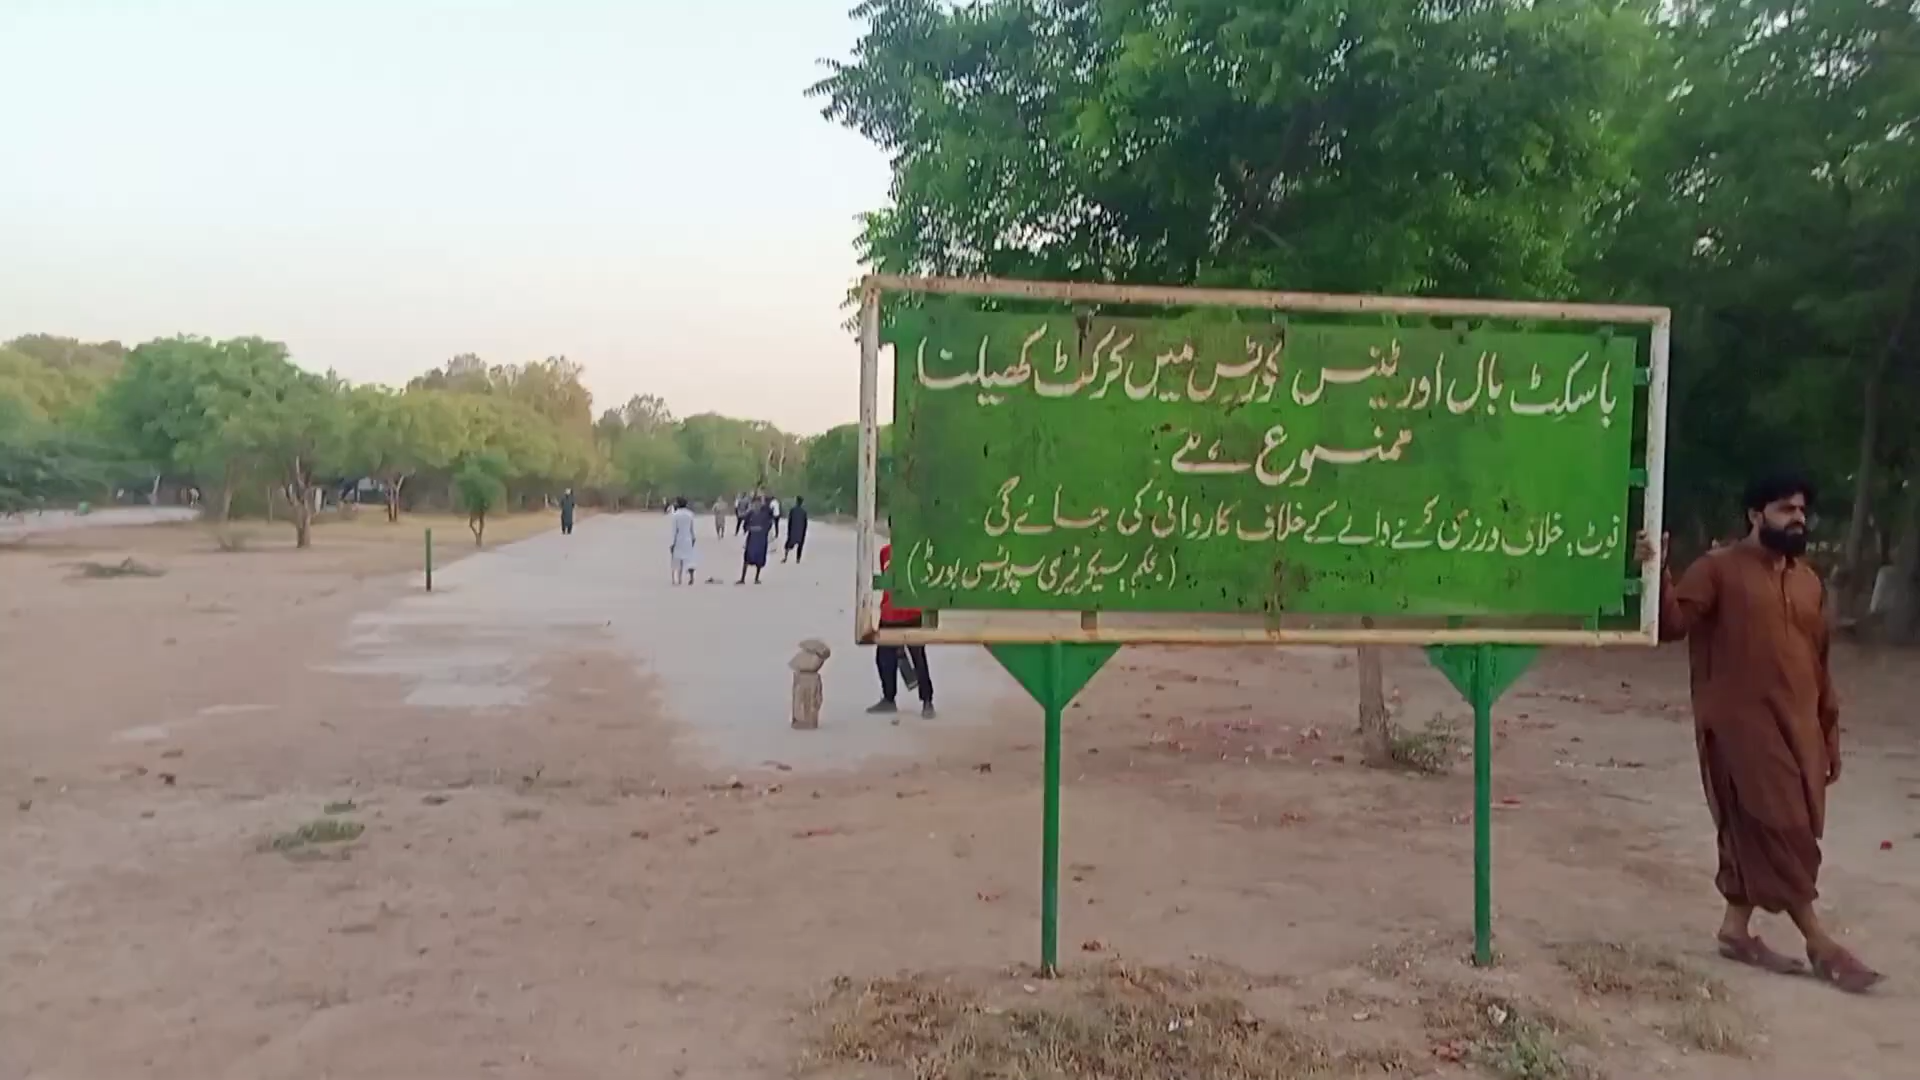 باسکٹ بال اور ٹینس کورٹس میں کرکٹ کھیلنا
ممنوع ہے
نوٹ: خلاف ورزی کرنے والے کے خلاف کاروائی کی جائے گی
(بحکم سیکریٹری سپورٹس بورڈ)